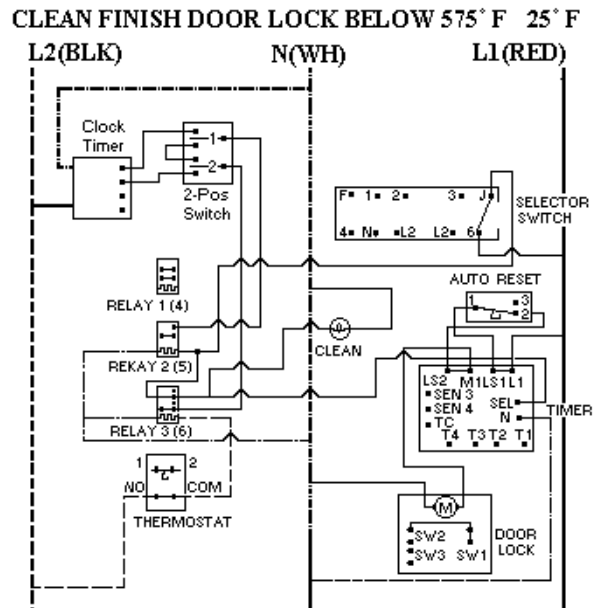 CLEAN FINISH DOOR LOCK BELOW 575° F 25° F
L2(BLK) N(WH) L1(RED)
Clock
Timer
1
2
2-Pos
Switch
F 1 2 3 J
4 N L2 L2 6
SELECTOR
SWITCH
RELAY 1 (4)
AUTO RESET
1 3
2
REKAY 2 (5)
CLEAN
LS2 M1 LS1 L1
SEN 3
SEN 4
SEL
TC
N
T4 T3 T2 T1
TIMER
RELAY 3 (6)
1 2
NO COM
THERMOSTAT
M
SW2
SW3 SW1
DOOR
LOCK